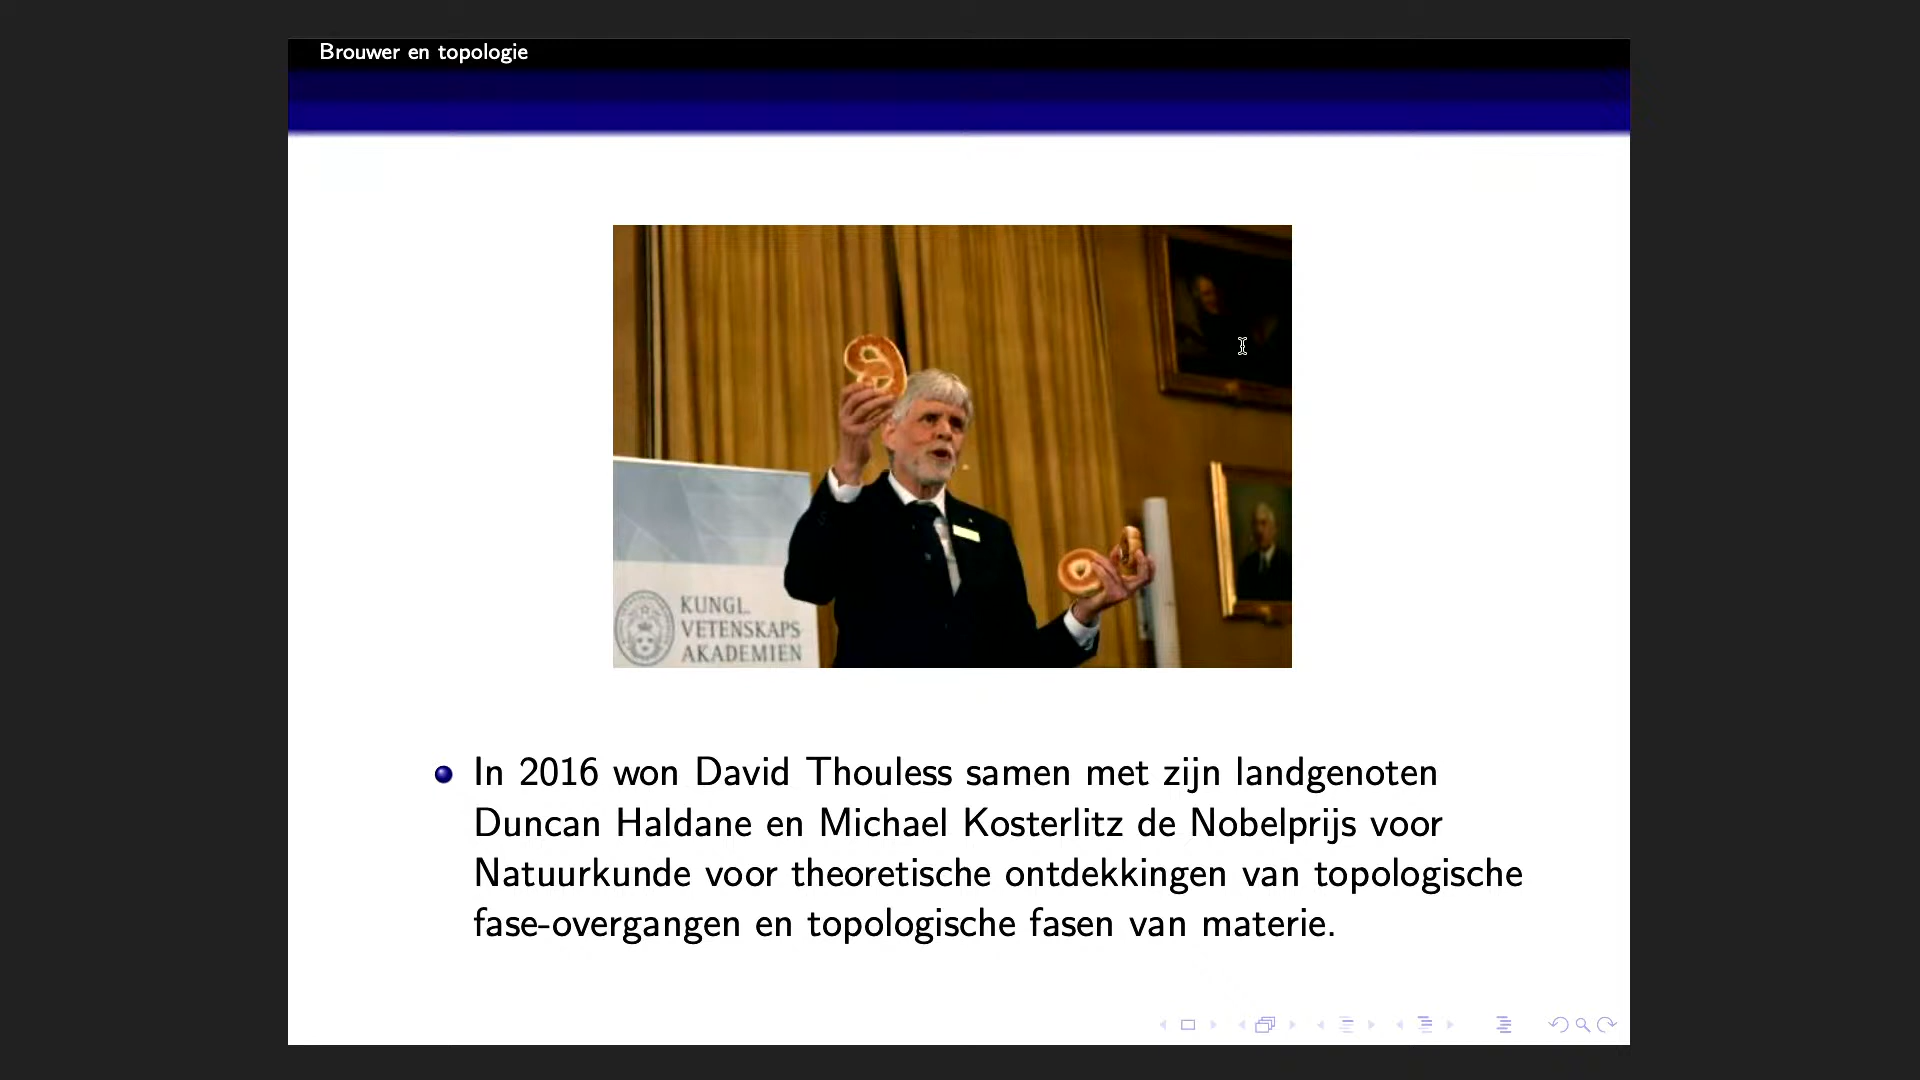 Brouwer en topologie
KUNGL.
VETENSKAPS
AKADEMIEN
In 2016 won David Thouless samen met zijn landgenoten
Duncan Haldane en Michael Kosterlitz de Nobelprijs voor
Natuurkunde voor theoretische ontdekkingen van topologische
fase-overgangen en topologische fasen van materie.